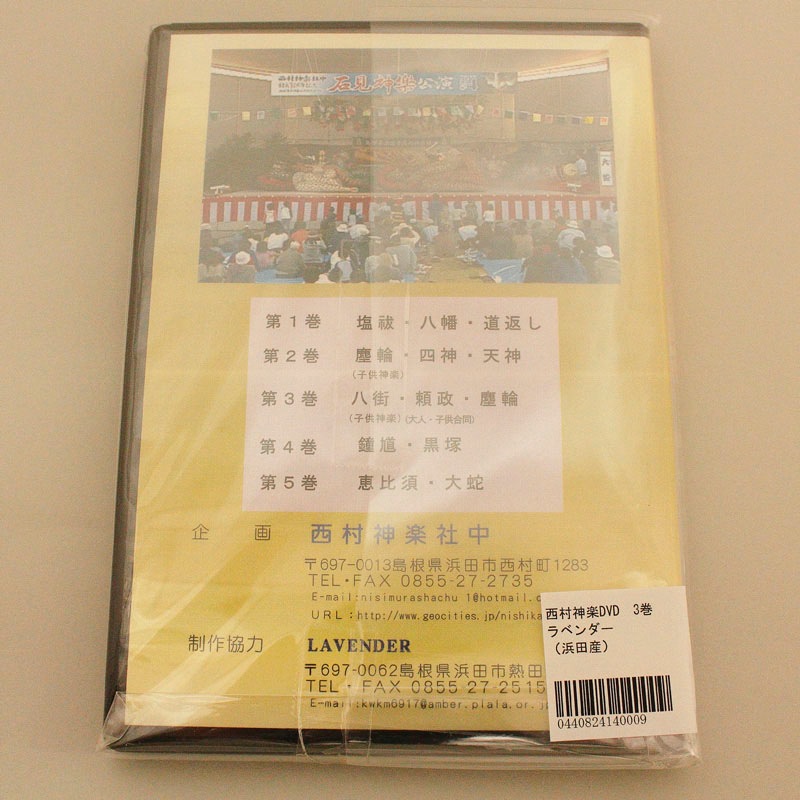 西村神楽社中
石見神楽公演
第1巻 塩祓・八幡・道返し
第2巻 塵輪・四神・天神
(子供神楽)
第3巻 八街・頼政・塵輪
(子供神楽)(大人・子供合同)
第4巻 鐘馗・黒塚
第5巻 恵比須・大蛇
企画 西村神楽社中
〒697-0013島根県浜田市西村町1283
TEL・FAX 0855-27-2735
E-mail:nisimurashachu1@hotmail.c
URL:http://www.geocities.jp/nishika
制作協力 LAVENDER
〒697-0062島根県浜田市熱田
TEL・FAX 0855 27 2515
E-mail:kwkm6917@amber.plala.or.j
西村神楽DVD 3巻
ラベンダー
(浜田産)
0440824140009